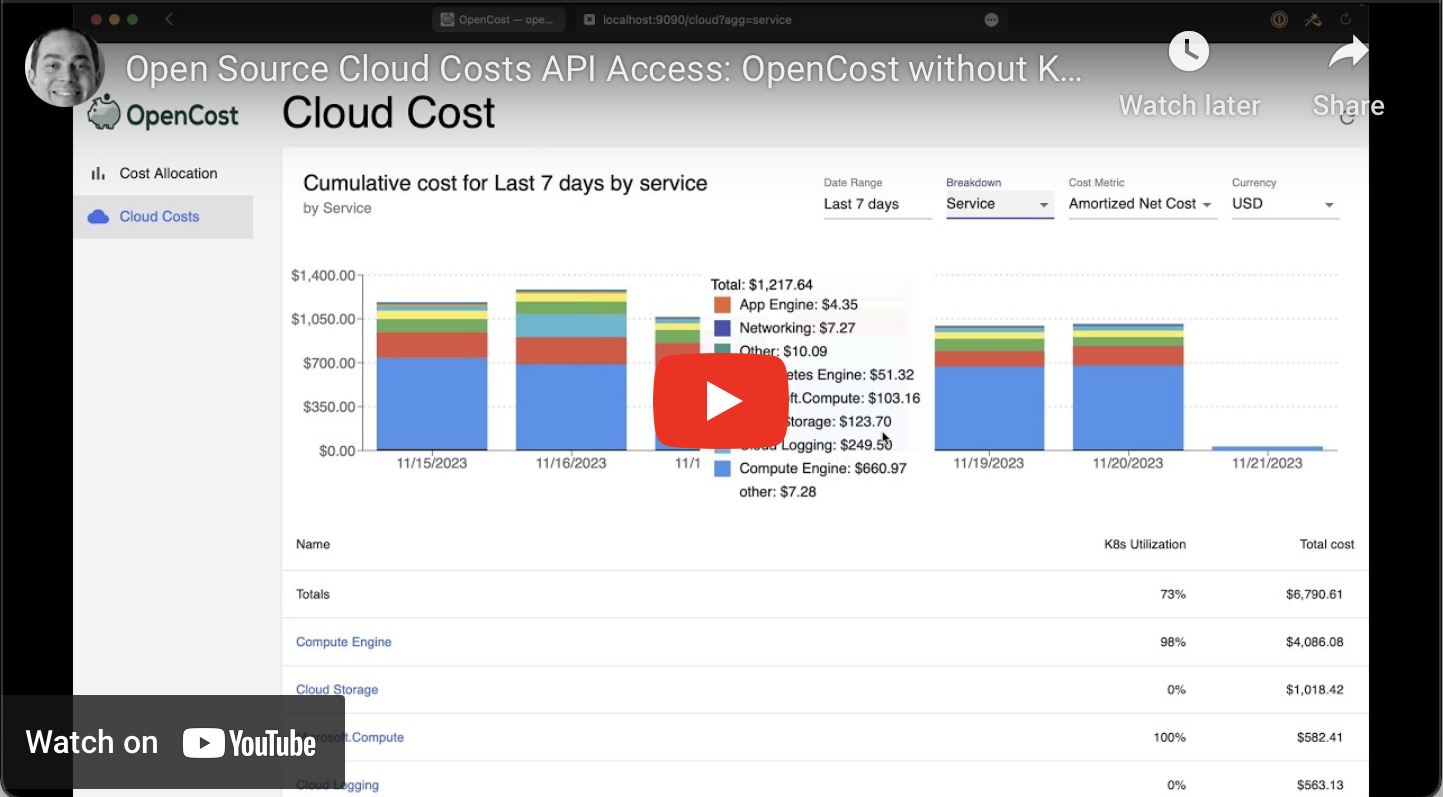 OpenCost — ope...
localhost:9090/cloud?agg=service
Open Source Cloud Costs API Access: OpenCost without K...
Watch later
Share
OpenCost
Cloud Cost
Cost Allocation
Cloud Costs
Cumulative cost for Last 7 days by service
by Service
Date Range
Last 7 days
Breakdown
Service
Cost Metric
Amortized Net Cost
Currency
USD
$1,400.00
$1,050.00
$700.00
$350.00
$0.00
11/15/2023
11/16/2023
11/1
11/19/2023
11/20/2023
11/21/2023
Total: $1,217.64
App Engine: $4.35
Networking: $7.27
Other: $10.09
etes Engine: $51.32
ft.Compute: $103.16
Storage: $123.70
Cloud Logging: $249.50
Compute Engine: $660.97
other: $7.28
Name K8s Utilization Total cost
Totals 73% $6,790.61
Compute Engine 98% $4,086.08
Cloud Storage 0% $1,018.42
Microsoft.Compute 100% $582.41
Cloud Logging 0% $563.13
Watch on YouTube